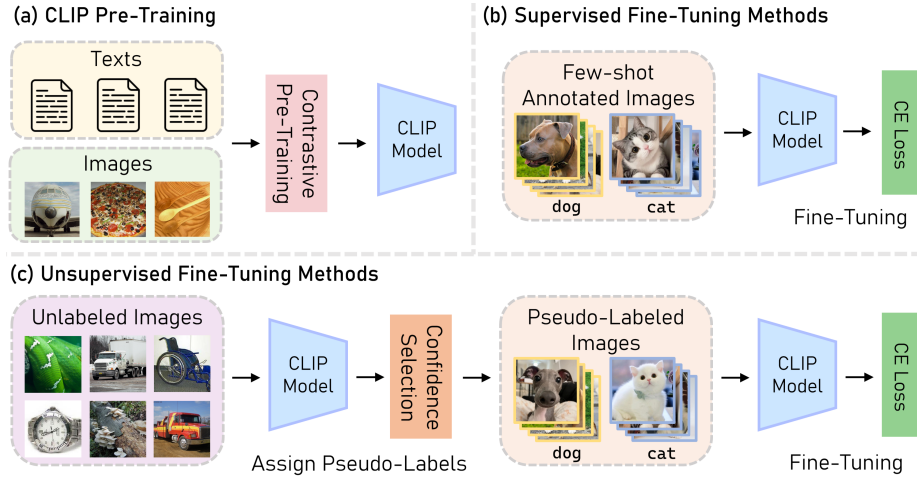 (a) CLIP Pre-Training
Texts
Images
Contrastive
Pre-Training
CLIP
Model
(b) Supervised Fine-Tuning Methods
Few-shot
Annotated Images
dog
cat
CLIP
Model
CE Loss
Fine-Tuning
(c) Unsupervised Fine-Tuning Methods
Unlabeled Images
CLIP
Model
Confidence
Selection
Assign Pseudo-Labels
Pseudo-Labeled
Images
dog
cat
CLIP
Model
CE Loss
Fine-Tuning